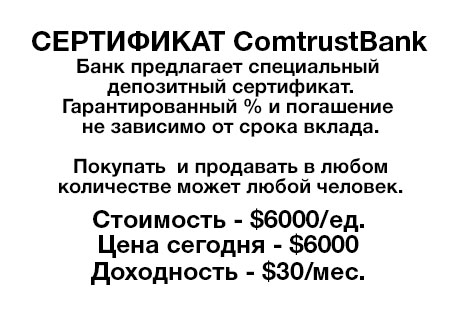 СЕРТИФИКАТ ComtrustBank
Банк предлагает специальный
депозитный сертификат.
Гарантированный % и погашение
не зависимо от срока вклада.
Покупать и продавать в любом
количестве может любой человек.
Стоимость - $6000/ед.
Цена сегодня - $6000
Доходность - $30/мес.